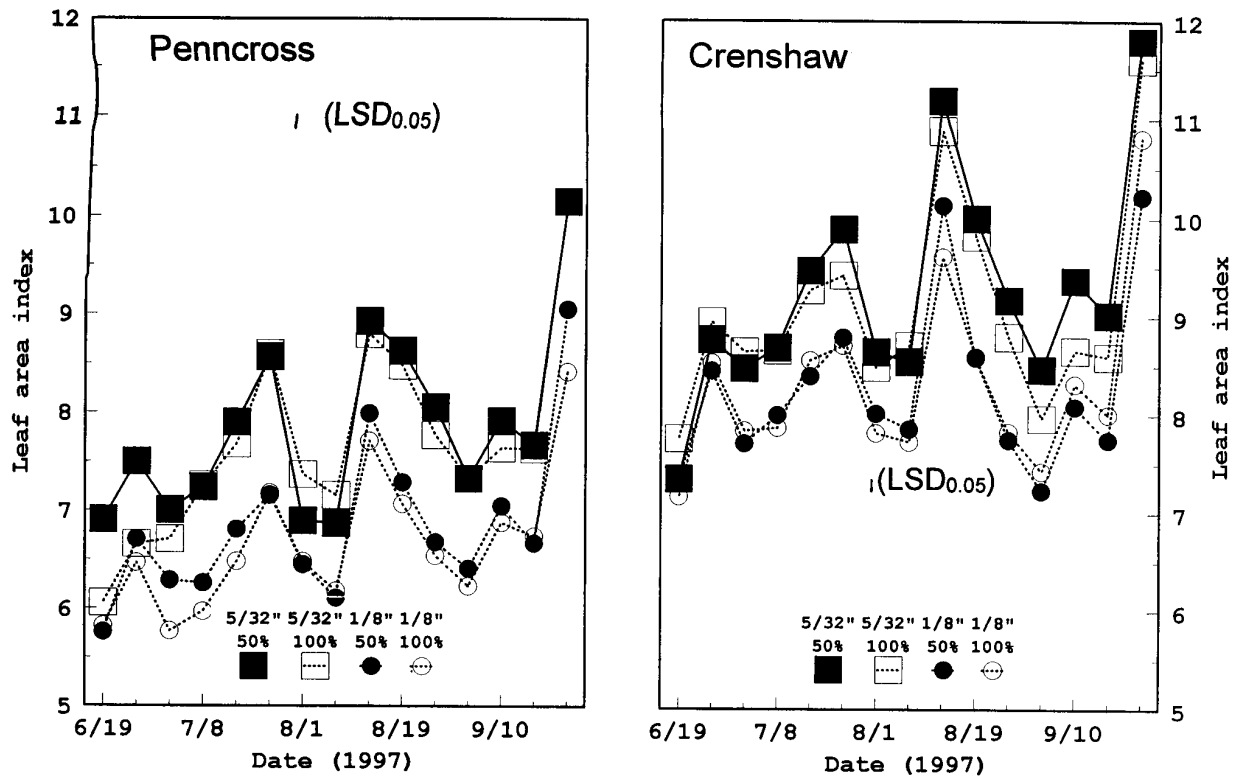 Penncross
(LSD0.05)
12
11
10
9
8
7
6
5
Leaf area index
5/32" 5/32" 1/8" 1/8"
50% 100% 50% 100%
6/19 7/8 8/1 8/19 9/10
Date (1997)
Crenshaw
(LSD0.05)
12
11
10
9
8
7
6
5
Leaf area index
5/32" 5/32" 1/8" 1/8"
50% 100% 50% 100%
6/19 7/8 8/1 8/19 9/10
Date (1997)